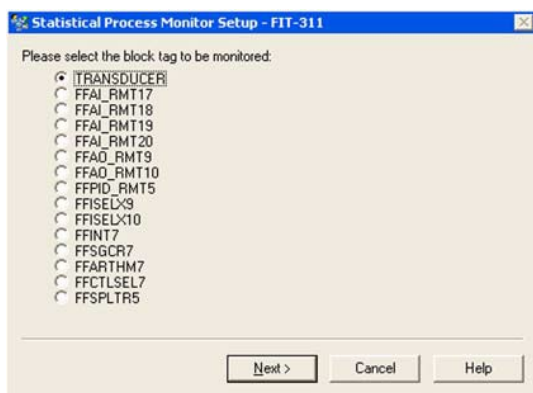 Statistical Process Monitor Setup - FIT-311
Please select the block tag to be monitored:
TRANSDUCER
FFAI_RMT17
FFAI_RMT18
FFAI_RMT19
FFAI_RMT20
FFAO_RMT9
FFAO_RMT10
FFPID_RMT5
FFISELX9
FFISELX10
FFINT7
FFSGCR7
FFARTHM7
FFCTLSEL7
FFSPLTR5
Next >
Cancel
Help